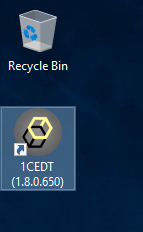 Recycle Bin
1CEDT
(1.8.0.650)